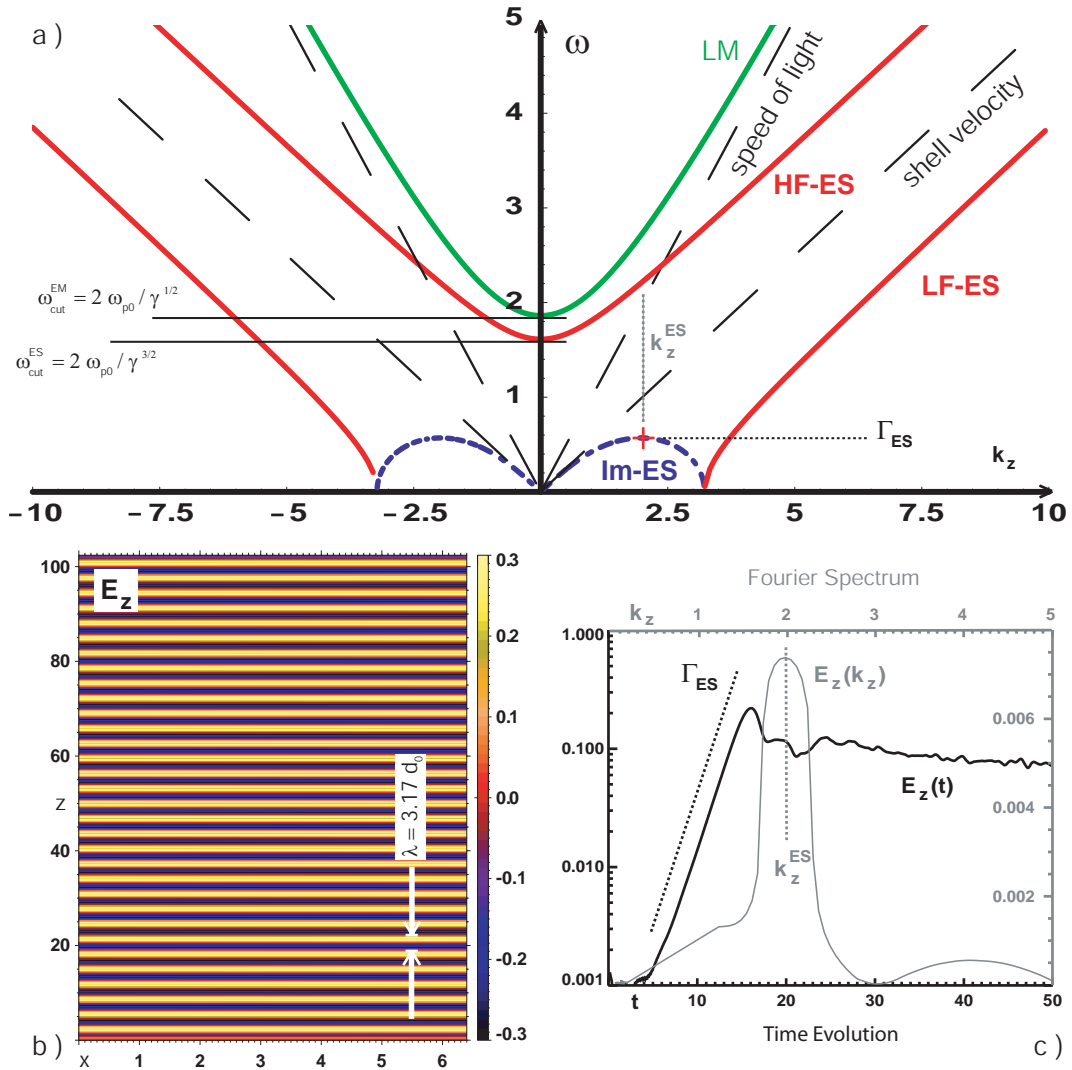 a )
5
ω
LM
speed of light
shell velocity
4
3
HF-ES
2
LF-ES
ω_cut^EM = 2 ω_p0 / γ^1/2
ω_cut^ES = 2 ω_p0 / γ^3/2
k_z^ES
1
Γ_ES
Im-ES
k_z
-10 -7.5 -5 -2.5 2.5 5 7.5 10
E_z
100
80
60
z
40
20
λ = 3.17 d_0
0
X 1 2 3 4 5 6
0.3
0.2
0.1
0.0
-0.1
-0.2
-0.3
b )
Fourier Spectrum
k_z 1 2 3 4 5
1.000
0.100
0.010
0.001
Γ_ES
E_z(k_z)
E_z(t)
k_z^ES
0.006
0.004
0.002
t 10 20 30 40 50
Time Evolution
c )